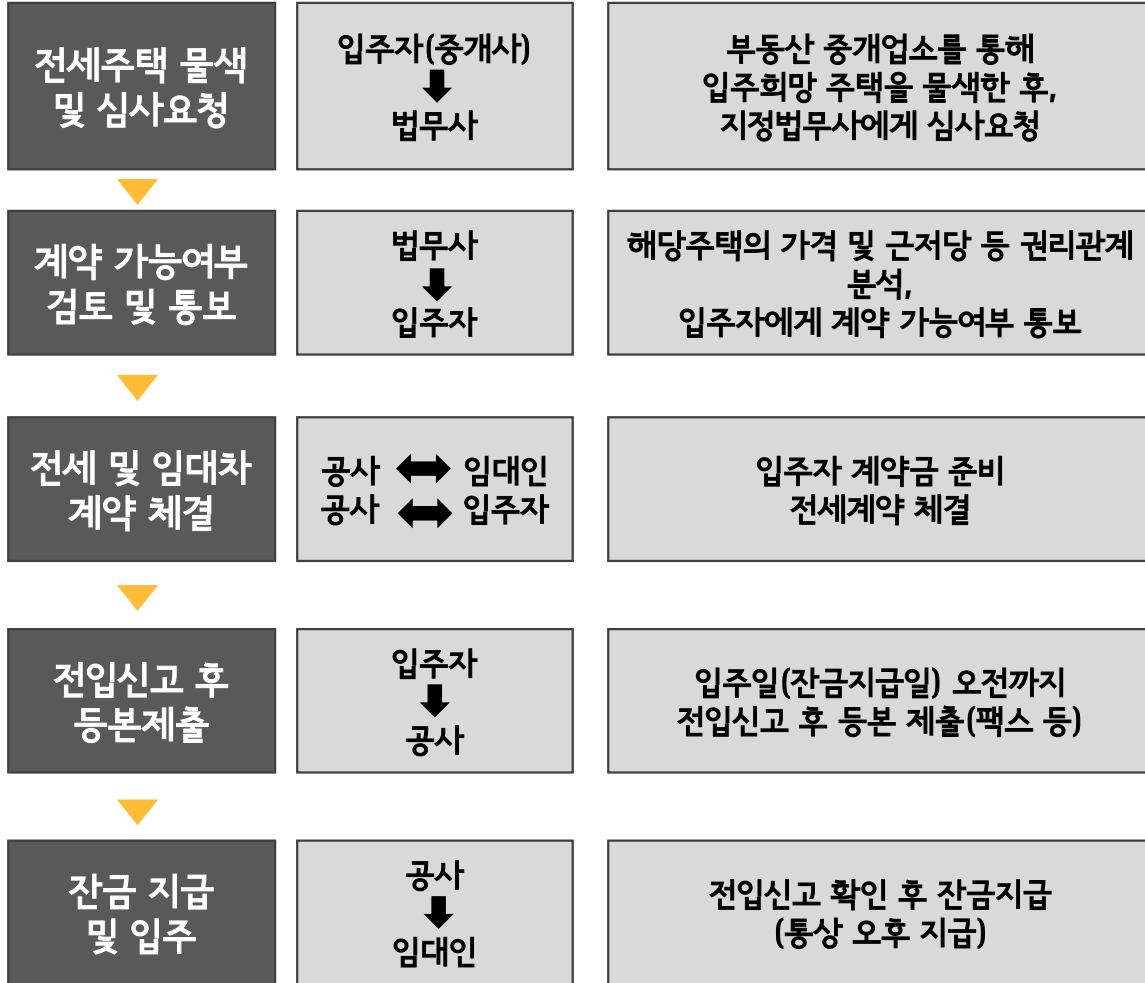 전세주택 물색
및 심사요청
입주자(중개사)
법무사
부동산 중개업소를 통해
입주희망 주택을 물색한 후,
지정법무사에게 심사요청
계약 가능여부
검토 및 통보
법무사
입주자
해당주택의 가격 및 근저당 등 권리관계
분석,
입주자에게 계약 가능여부 통보
전세 및 임대차
계약 체결
공사 임대인
공사 입주자
입주자 계약금 준비
전세계약 체결
전입신고 후
등본제출
입주자
공사
입주일(잔금지급일) 오전까지
전입신고 후 등본 제출(팩스 등)
잔금 지급
및 입주
공사
임대인
전입신고 확인 후 잔금지급
(통상 오후 지급)